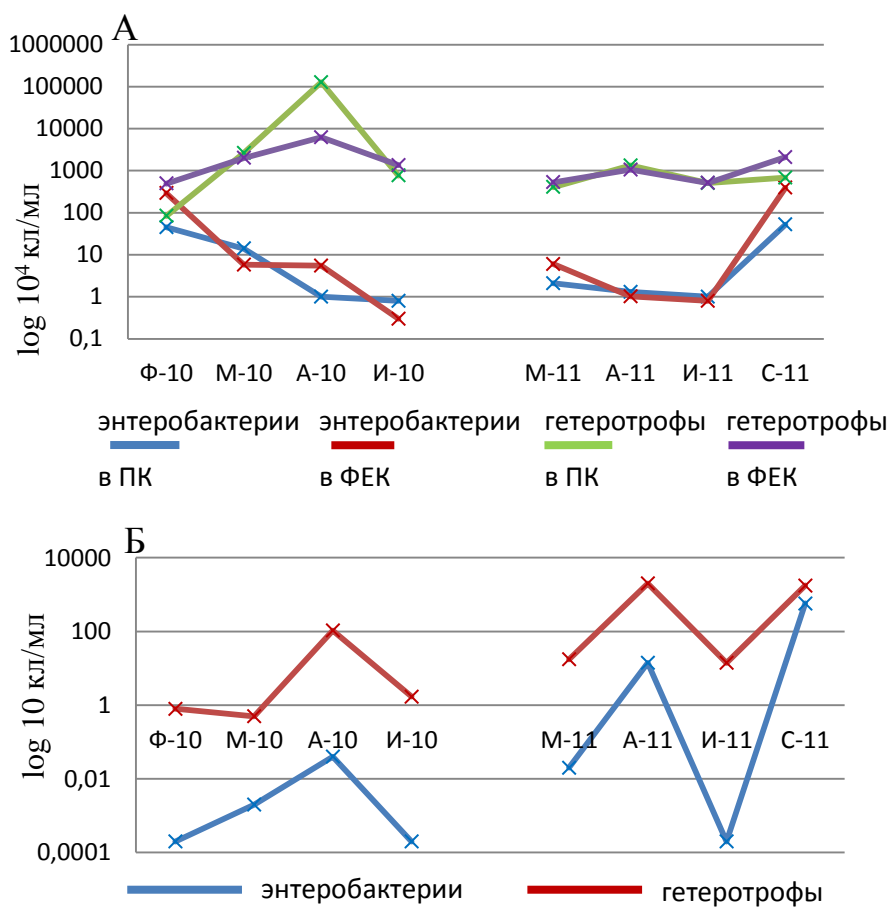 А
1000000
100000
10000
1000
100
10
1
0,1
log 10⁴ кл/мл
Ф-10 М-10 А-10 И-10 М-11 А-11 И-11 С-11
энтеробактерии энтеробактерии гетеротрофы гетеротрофы
в ПК в ФЕК в ПК в ФЕК
Б
10000
100
1
0,01
0,0001
log 10 кл/мл
Ф-10 М-10 А-10 И-10 М-11 А-11 И-11 С-11
энтеробактерии гетеротрофы